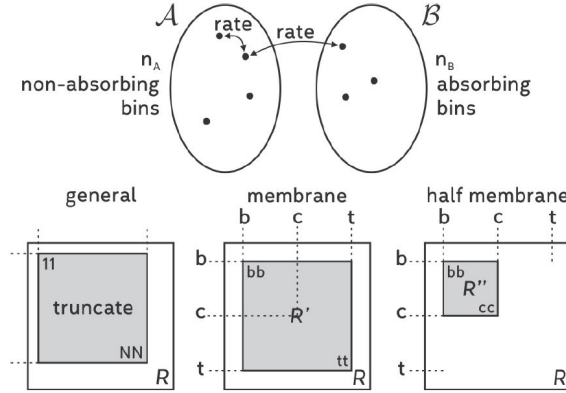 𝒜
ℬ
rate
rate
n_A
non-absorbing
bins
n_B
absorbing
bins
general
membrane
half membrane
b c t
b c t
11
truncate
NN
R
b
c
t
bb
R'
tt
R
b
c
t
bb
R''
cc
R